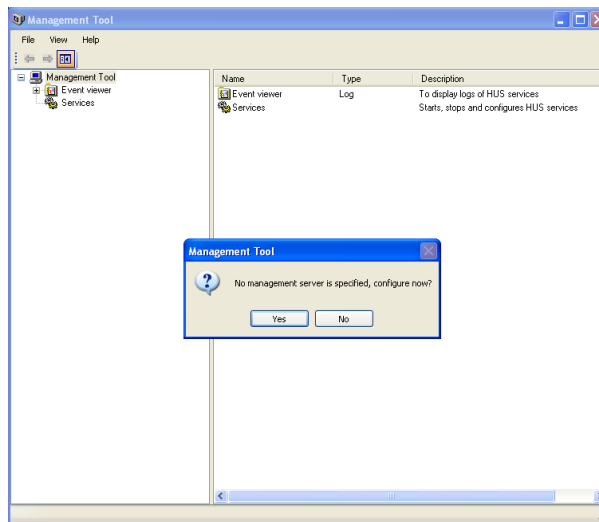 Management Tool
File View Help
Management Tool
Event viewer
Services
Name Type Description
Event viewer Log To display logs of HUS services
Services Starts, stops and configures HUS services
Management Tool
No management server is specified, configure now?
Yes No